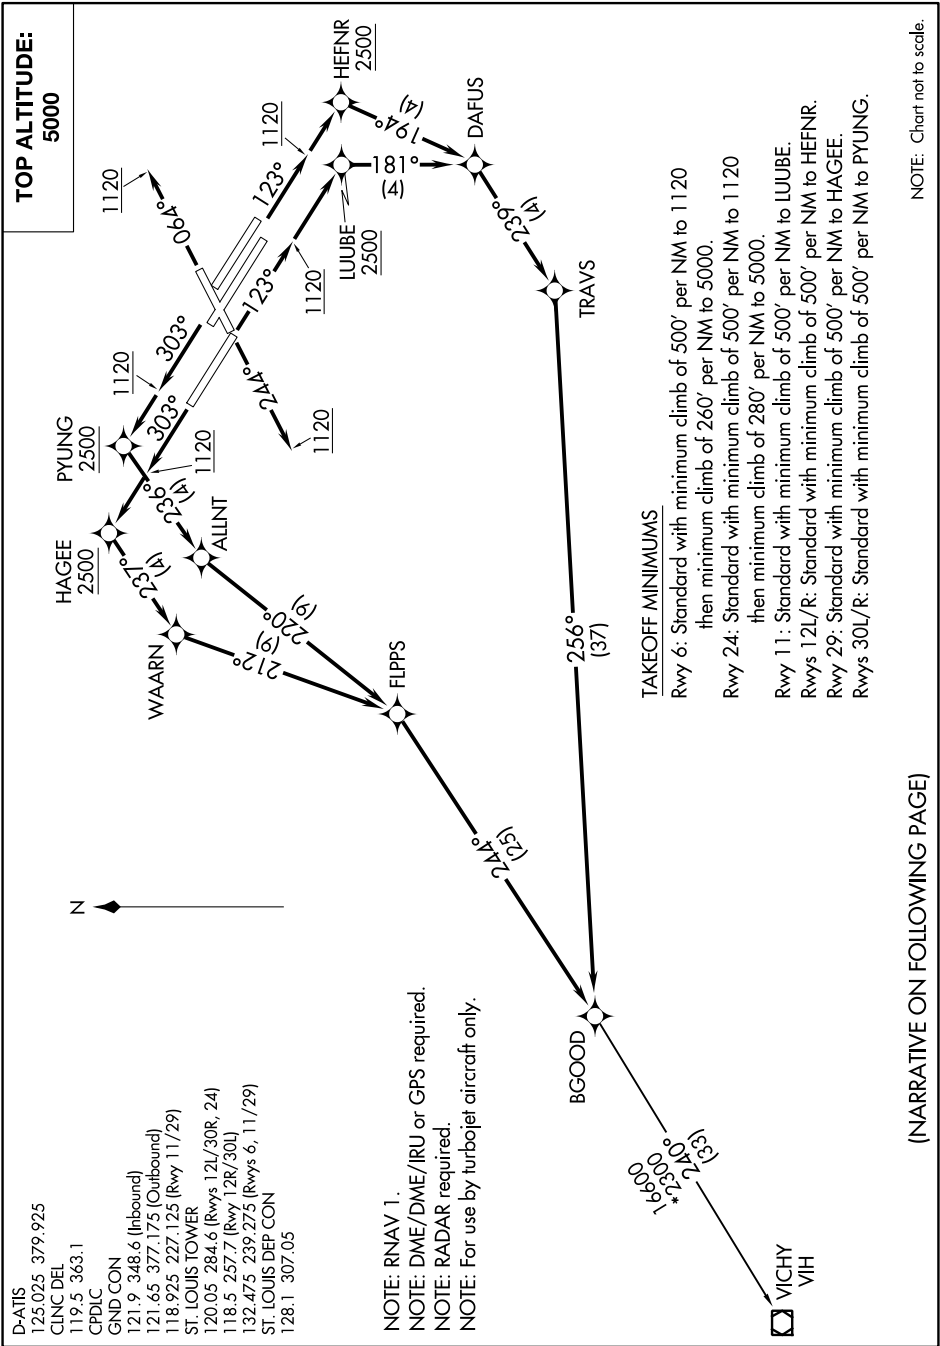 TOP ALTITUDE:
5000
D-ATIS
125.025 379.925
CLNC DEL
119.5 363.1
CPDLC
GND CON
121.9 348.6 (Inbound)
121.65 377.175 (Outbound)
118.925 227.125 (Rwy 11/29)
ST. LOUIS TOWER
120.05 284.6 (Rwys 12L/30R, 24)
118.5 257.7 (Rwy 12R/30L)
132.475 239.275 (Rwys 6, 11/29)
ST. LOUIS DEP CON
128.1 307.05
N
HAGEE
2500
PYUNG
2500
1120
303°
303°
1120
237°
(4)
236°
(4)
WAARN
ALLNT
212°
(9)
220°
(9)
FLPPS
244°
(25)
1120
064°
244°
1120
123°
1120
123°
1120
HEFNR
2500
LUUBE
2500
194°
(4)
181°
(4)
DAFUS
239°
(4)
TRAVS
256°
(37)
BGOOD
16600
*2300
240°
(33)
VICHY
VIH
NOTE: RNAV 1.
NOTE: DME/DME/IRU or GPS required.
NOTE: RADAR required.
NOTE: For use by turbojet aircraft only.
TAKEOFF MINIMUMS
Rwy 6: Standard with minimum climb of 500' per NM to 1120
then minimum climb of 260' per NM to 5000.
Rwy 24: Standard with minimum climb of 500' per NM to 1120
then minimum climb of 280' per NM to 5000.
Rwy 11: Standard with minimum climb of 500' per NM to LUUBE.
Rwys 12L/R: Standard with minimum climb of 500' per NM to HEFNR.
Rwy 29: Standard with minimum climb of 500' per NM to HAGEE.
Rwys 30L/R: Standard with minimum climb of 500' per NM to PYUNG.
NOTE: Chart not to scale.
(NARRATIVE ON FOLLOWING PAGE)